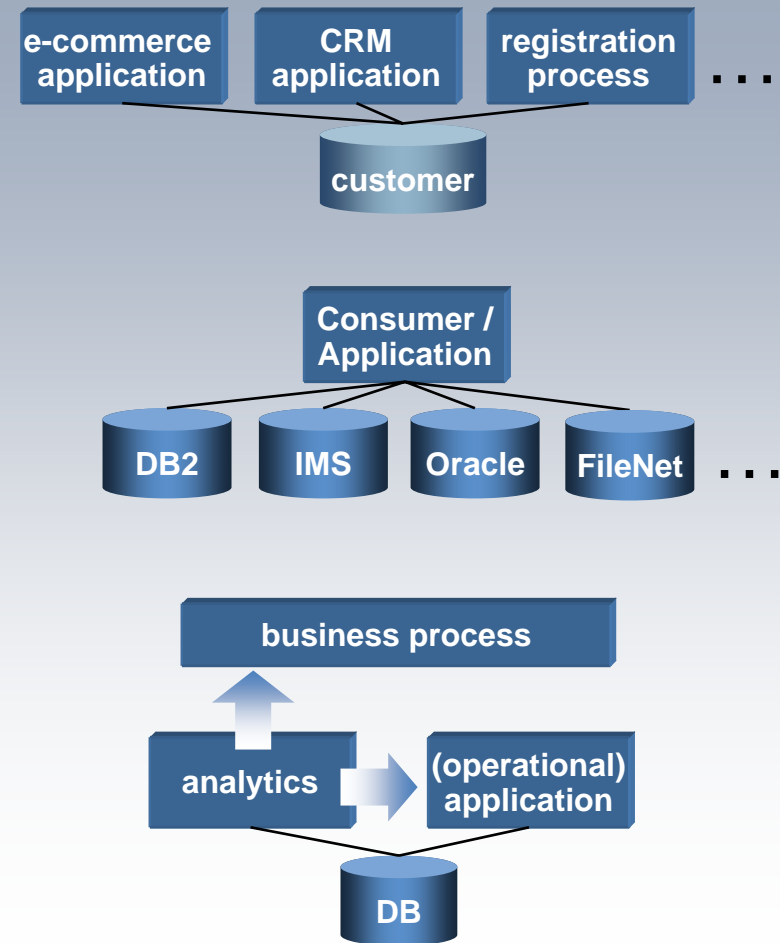 e-commerce
application
CRM
application
registration
process
. . .
customer
Consumer /
Application
DB2
IMS
Oracle
FileNet
. . .
business process
analytics
(operational)
application
DB